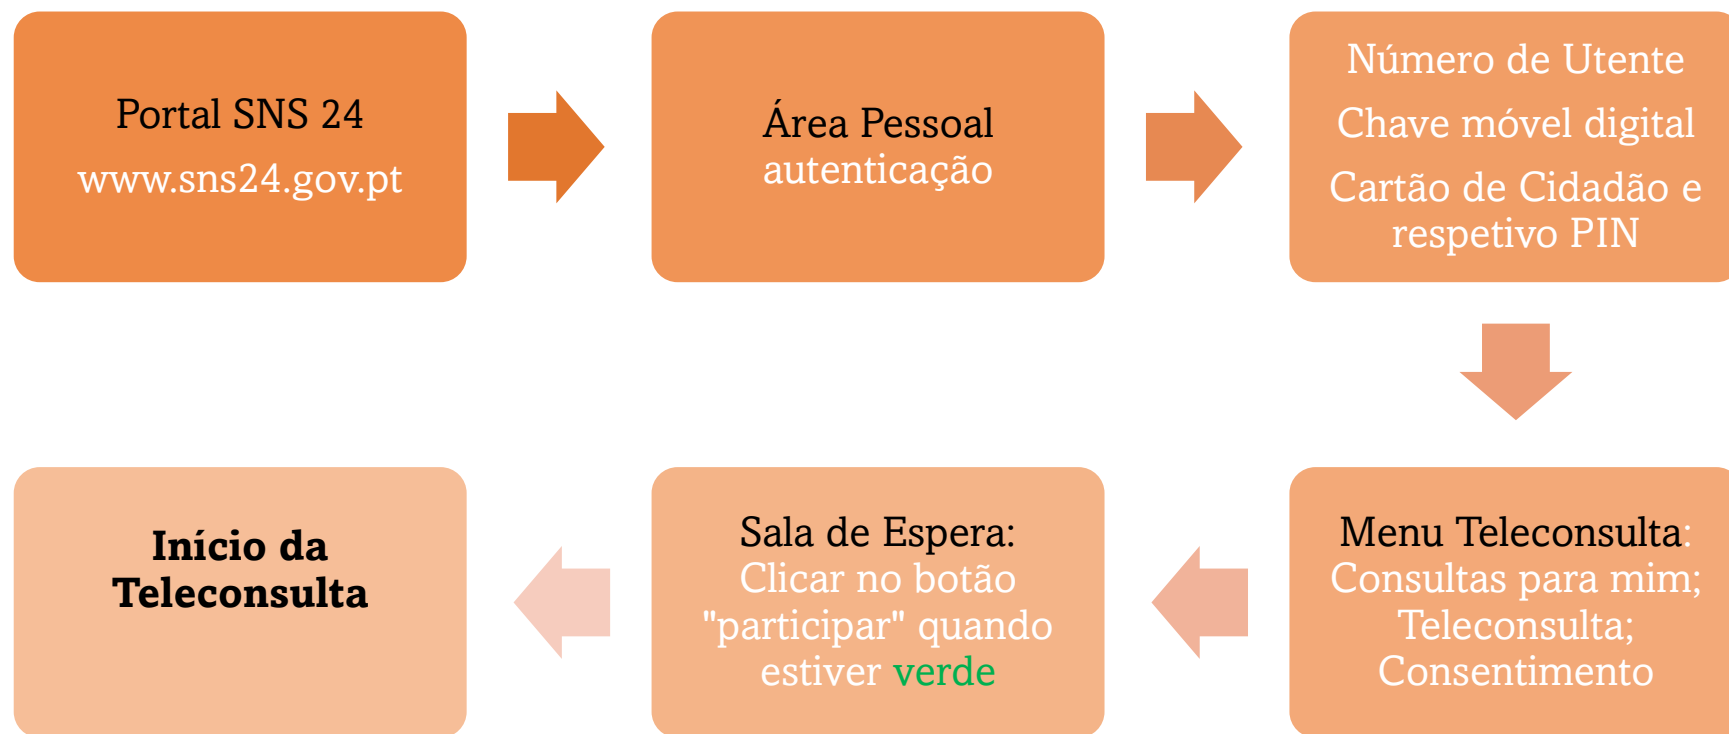 Portal SNS 24
www.sns24.gov.pt
Área Pessoal
autenticação
Número de Utente
Chave móvel digital
Cartão de Cidadão e
respetivo PIN
Menu Teleconsulta:
Consultas para mim;
Teleconsulta;
Consentimento
Sala de Espera:
Clicar no botão
"participar" quando
estiver verde
Início da
Teleconsulta